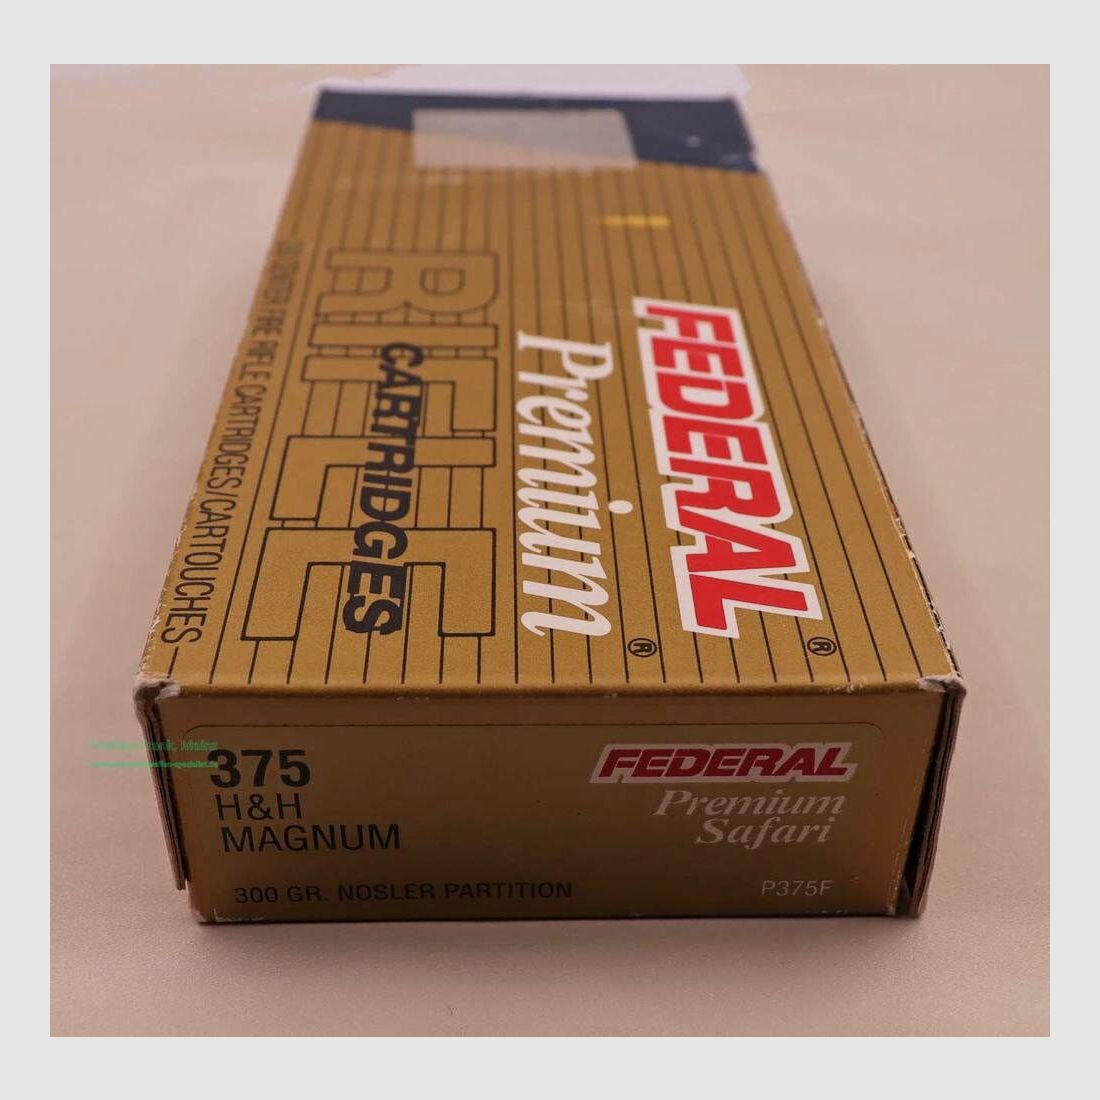 FEDERAL®
Premium®
RIFLE
CARTRIDGES
CENTER FIRE RIFLE CARTRIDGES/CARTOUCHES
375
H&H
MAGNUM
300 GR. NOSLER PARTITION
FEDERAL
Premium
Safari
P375F